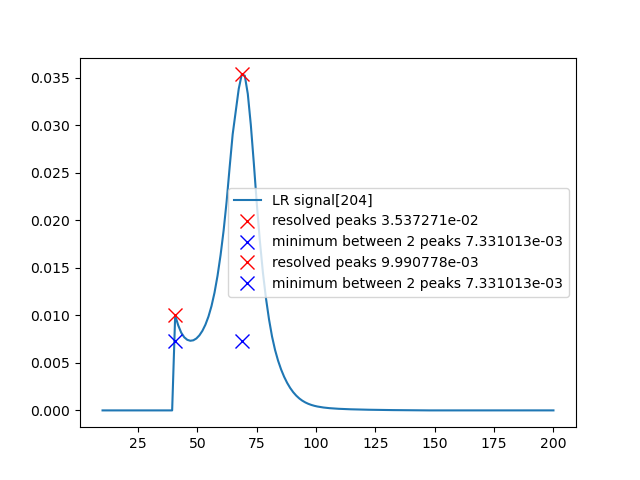 0.035
0.030
0.025
0.020
0.015
0.010
0.005
0.000
LR signal[204]
resolved peaks 3.537271e-02
minimum between 2 peaks 7.331013e-03
resolved peaks 9.990778e-03
minimum between 2 peaks 7.331013e-03
25 50 75 100 125 150 175 200